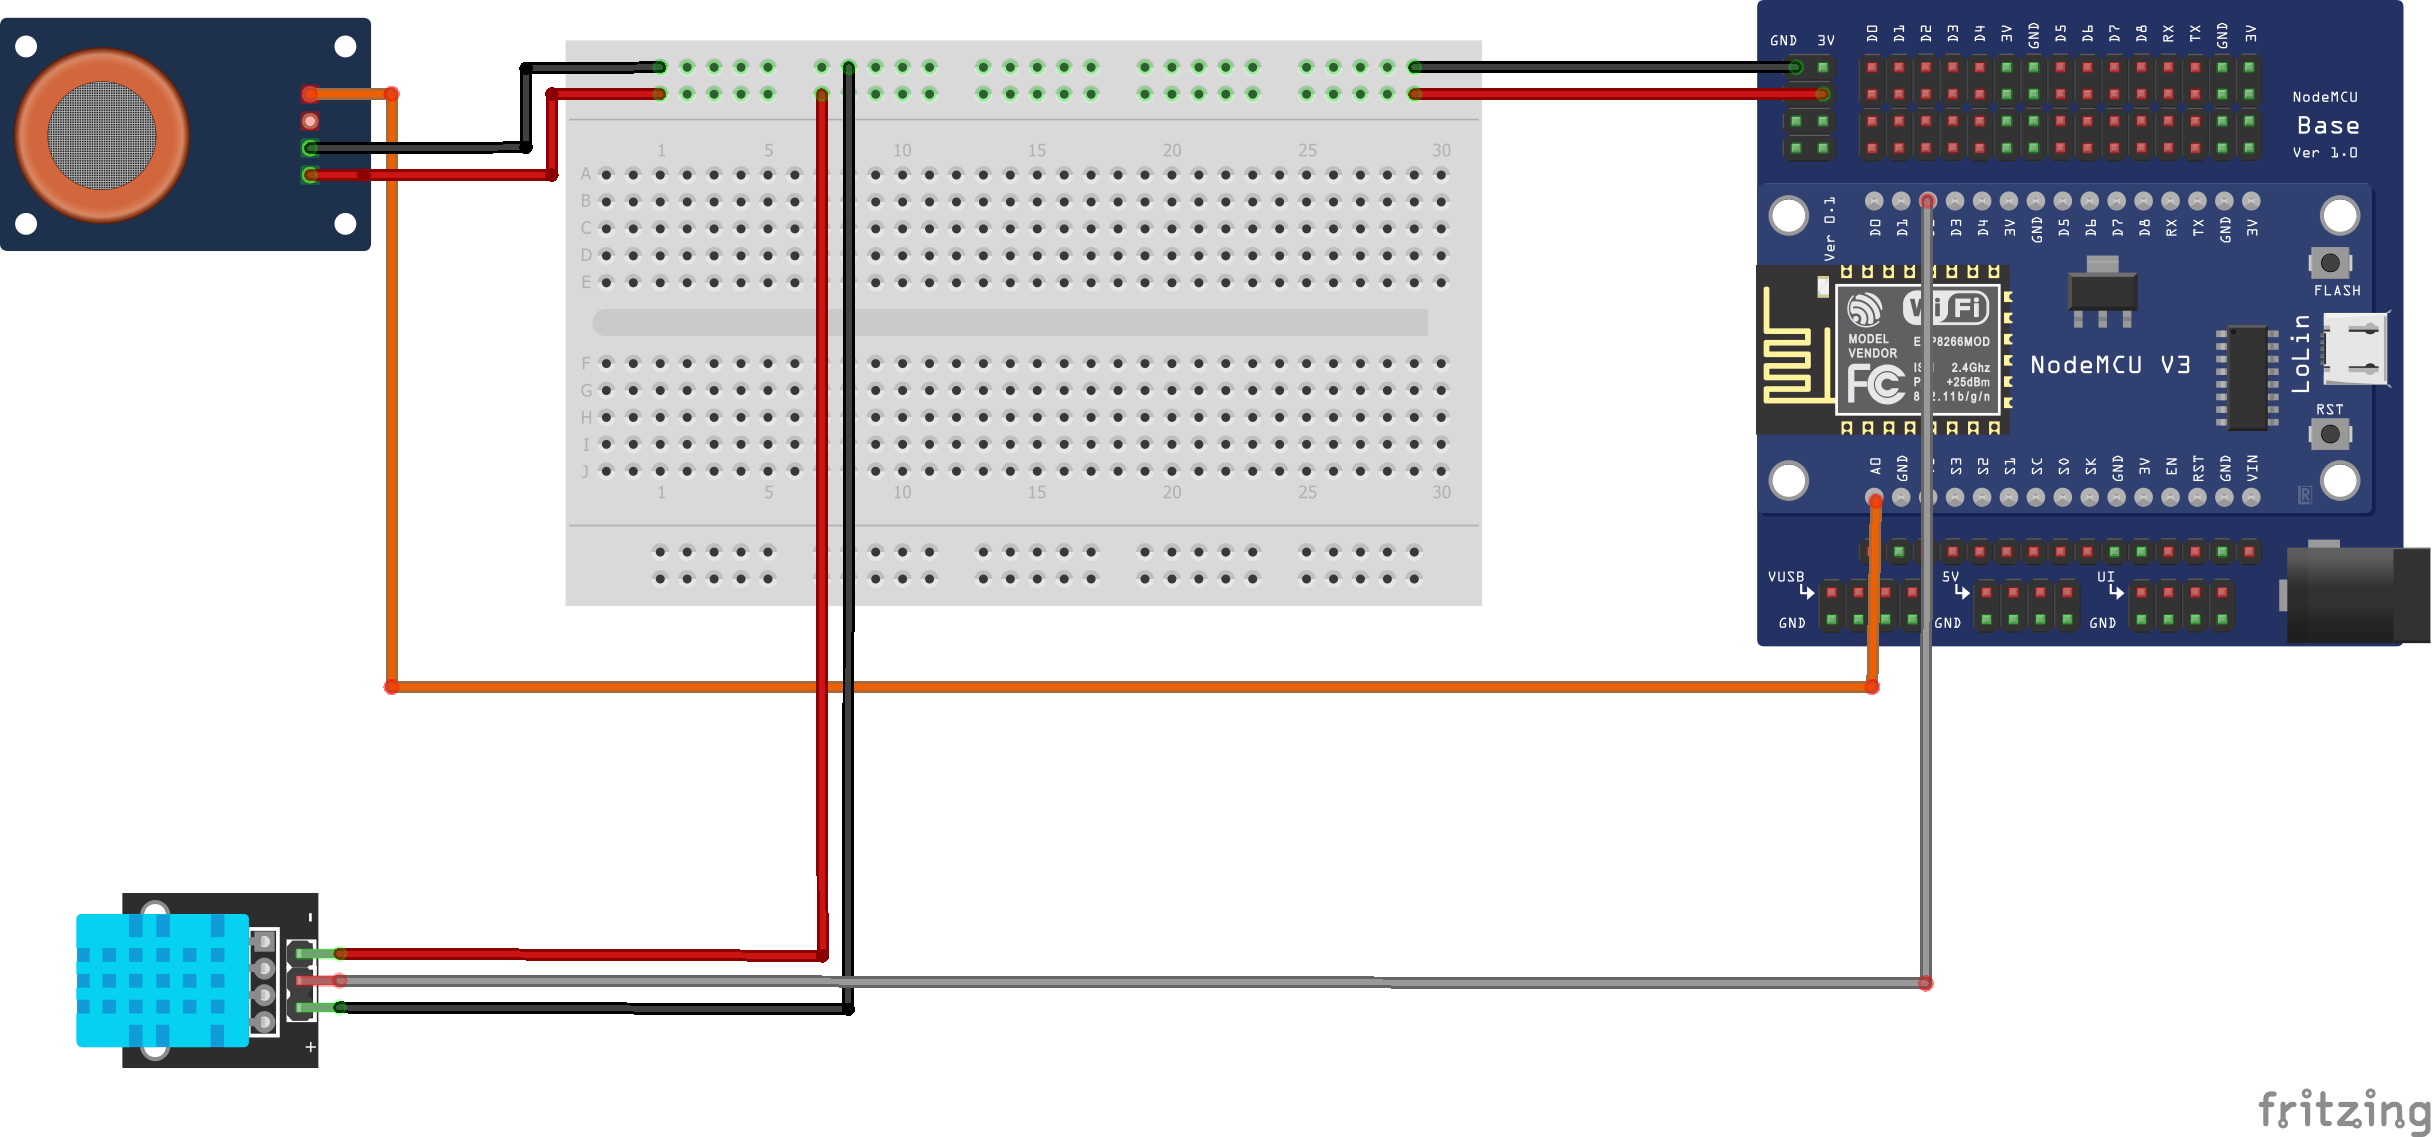 GND 3V D0 D1 D2 D3 D4 3V GND D5 D6 D7 D8 RX TX GND 3V
NodeMCU
Base
Ver 1.0
1 5 10 15 20 25 30
A
B
C
D
E
F
G
H
I
J
1 5 10 15 20 25 30
Ver 0.1
D0 D1 D3 D4 3V GND D5 D6 D7 D8 RX TX GND 3V
FLASH
WiFi
MODEL
VENDOR
FC
2.4Ghz
+25dBm
NodeMCU V3
LoLin
RST
A0 GND S3 S2 S1 SC S0 SK GND 3V EN RST GND VIN
R
VUSB 5V UI
GND GND GND
-
+
fritzing